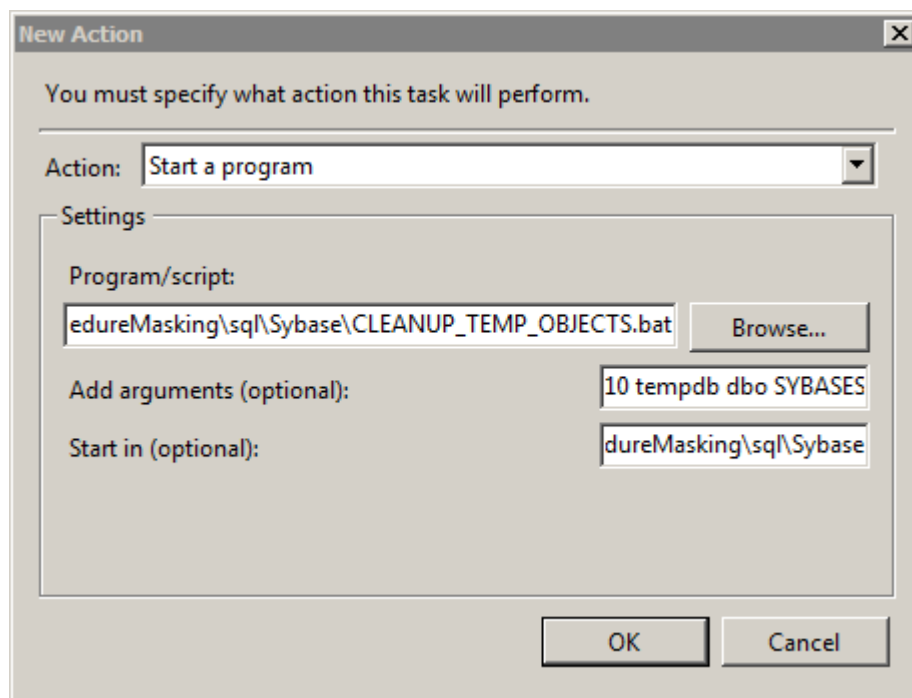 New Action
You must specify what action this task will perform.
Action: Start a program
Settings
Program/script:
edureMasking\sql\Sybase\CLEANUP_TEMP_OBJECTS.bat Browse...
Add arguments (optional): 10 tempdb dbo SYBASES
Start in (optional): dureMasking\sql\Sybase
OK Cancel